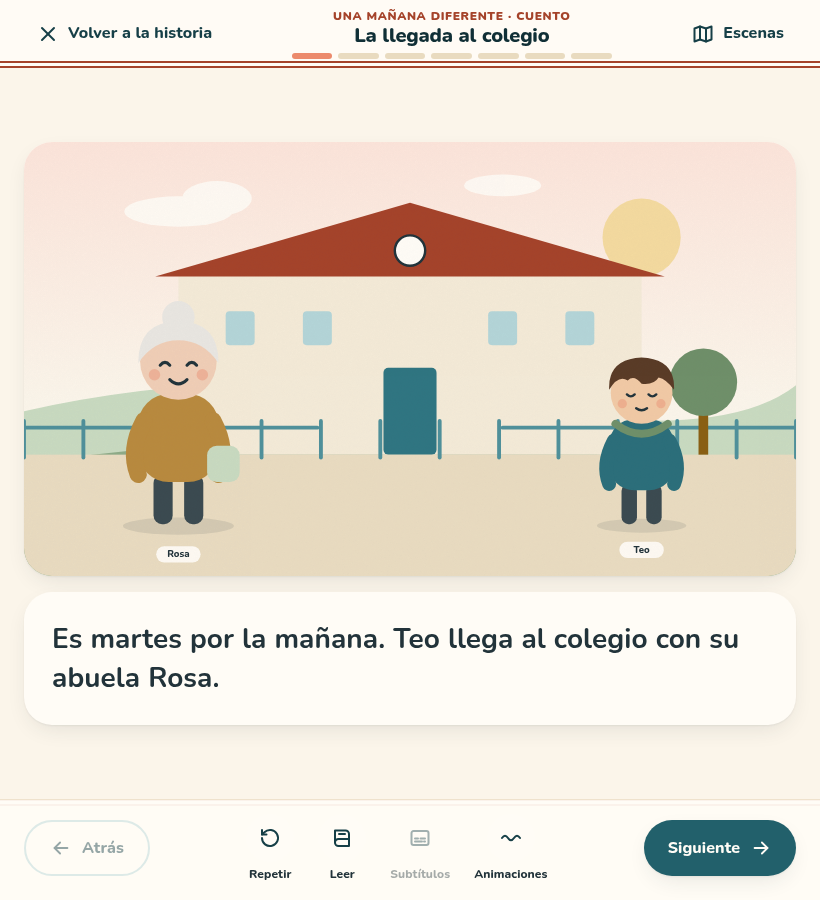 Volver a la historia
UNA MAÑANA DIFERENTE · CUENTO
La llegada al colegio
Escenas
Rosa
Teo
Es martes por la mañana. Teo llega al colegio con su
abuela Rosa.
Atrás
Repetir
Leer
Subtítulos
Animaciones
Siguiente